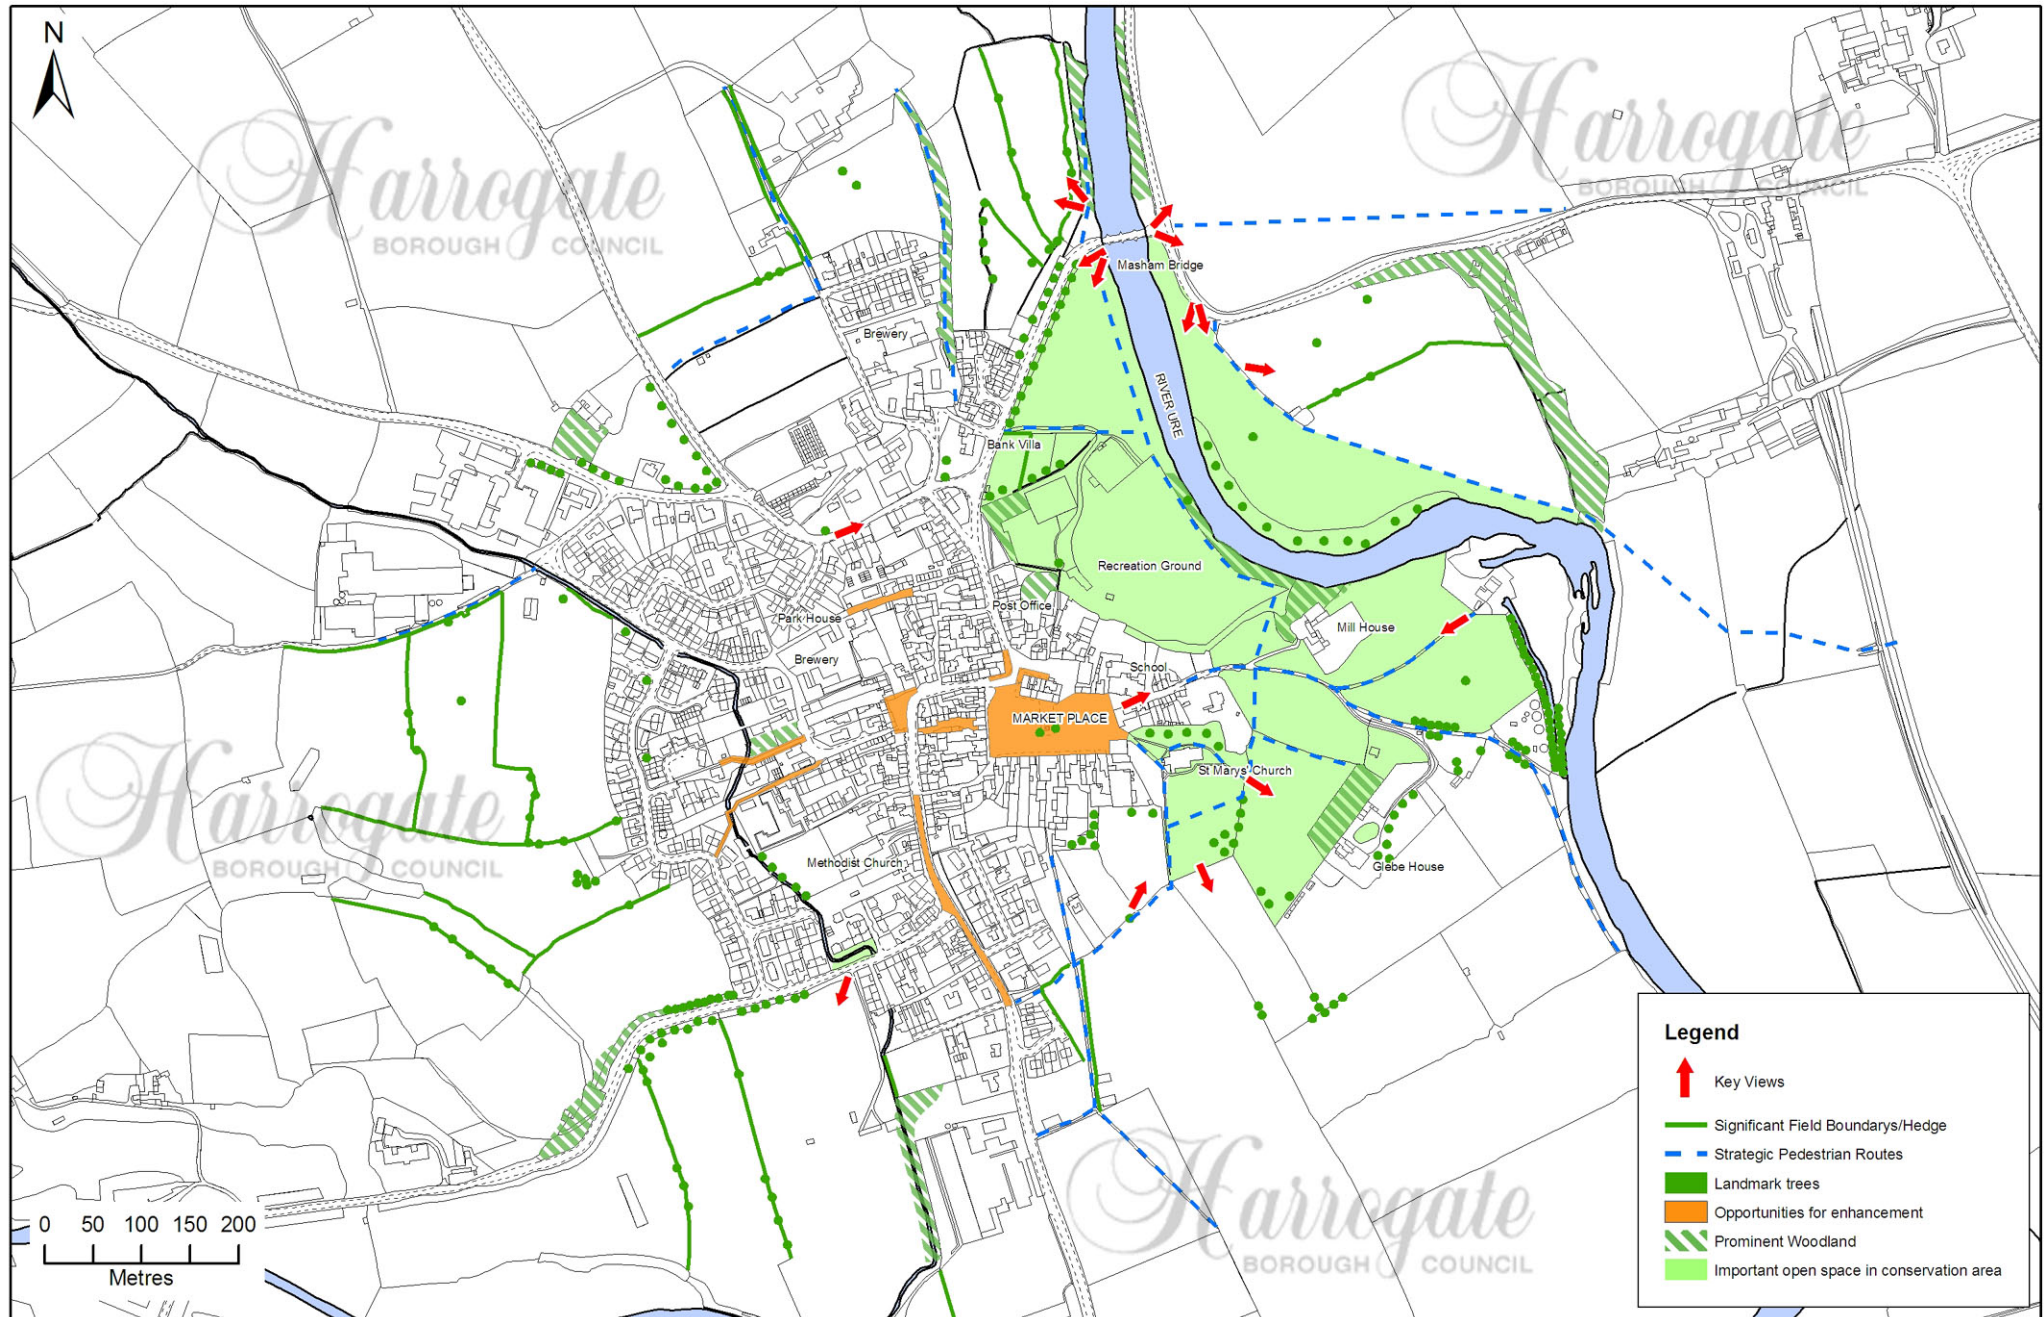 N
Harrogate
BOROUGH COUNCIL
Harrogate
BOROUGH COUNCIL
Masham Bridge
Brewery
RIVER URE
Bank Villa
Recreation Ground
Post Office
Park House
Mill House
Brewery
School
MARKET PLACE
St Marys' Church
Harrogate
BOROUGH COUNCIL
Methodist Church
Glebe House
Harrogate
BOROUGH COUNCIL
0 50 100 150 200
Metres
Legend
Key Views
Significant Field Boundarys/Hedge
Strategic Pedestrian Routes
Landmark trees
Opportunities for enhancement
Prominent Woodland
Important open space in conservation area